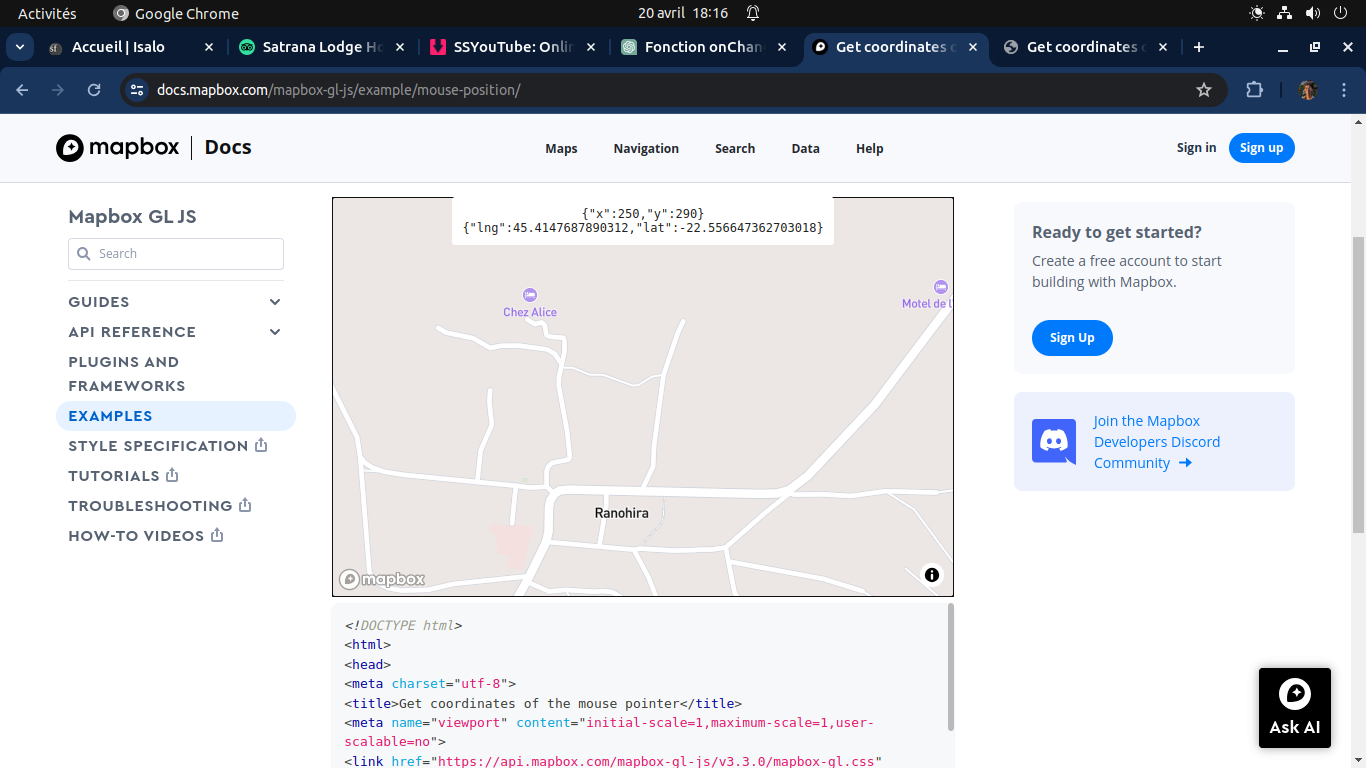 Activités
Google Chrome
20 avril 18:16
Accueil | Isalo
Satrana Lodge Ho
SSYouTube: Onli
Fonction onChan
Get coordinates o
Get coordinates o
docs.mapbox.com/mapbox-gl-js/example/mouse-position/
mapbox
Docs
Maps
Navigation
Search
Data
Help
Sign in
Sign up
Mapbox GL JS
Search
GUIDES
API REFERENCE
PLUGINS AND
FRAMEWORKS
EXAMPLES
STYLE SPECIFICATION
TUTORIALS
TROUBLESHOOTING
HOW-TO VIDEOS
{"x":250,"y":290}
{"lng":45.4147687890312,"lat":-22.556647362703018}
Chez Alice
Motel de l'
Ranohira
mapbox
<!DOCTYPE html>
<html>
<head>
<meta charset="utf-8">
<title>Get coordinates of the mouse pointer</title>
<meta name="viewport" content="initial-scale=1,maximum-scale=1,user-
scalable=no">
<link href="https://api.mapbox.com/mapbox-gl-js/v3.3.0/mapbox-gl.css"
Ready to get started?
Create a free account to start
building with Mapbox.
Sign Up
Join the Mapbox
Developers Discord
Community
Ask AI